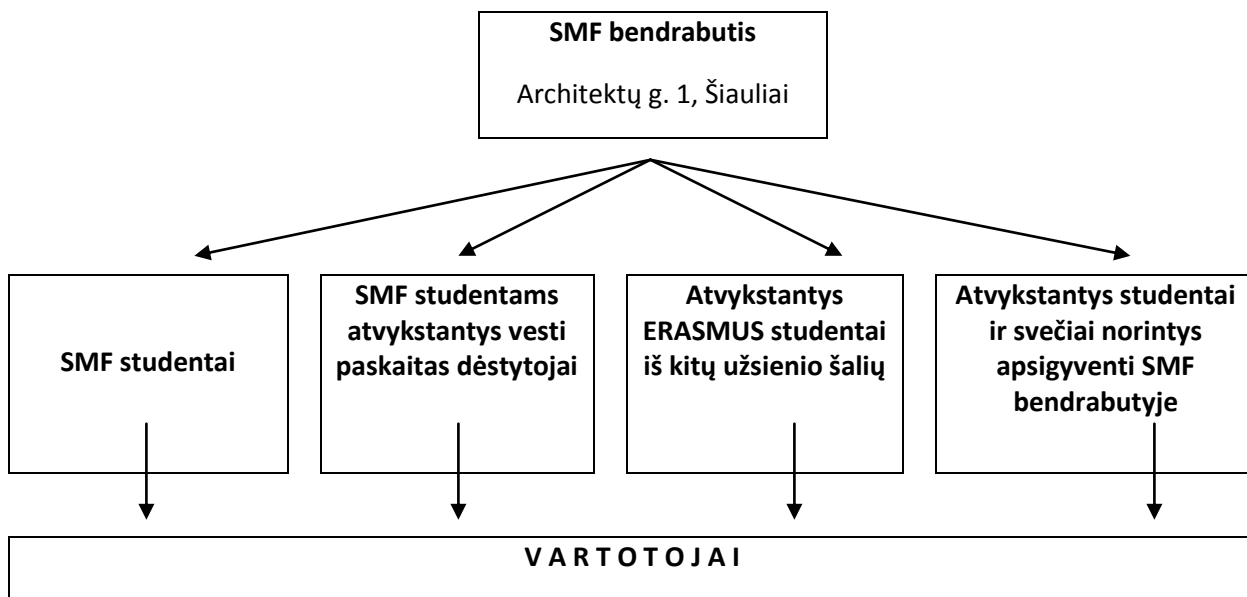 SMF bendrabutis
Architektų g. 1, Šiauliai
SMF studentai
SMF studentams
atvykstantys vesti
paskaitas dėstytojai
Atvykstantys
ERASMUS studentai
iš kitų užsienio šalių
Atvykstantys studentai
ir svečiai norintys
apsigyventi SMF
bendrabutyje
V A R T O T O J A I